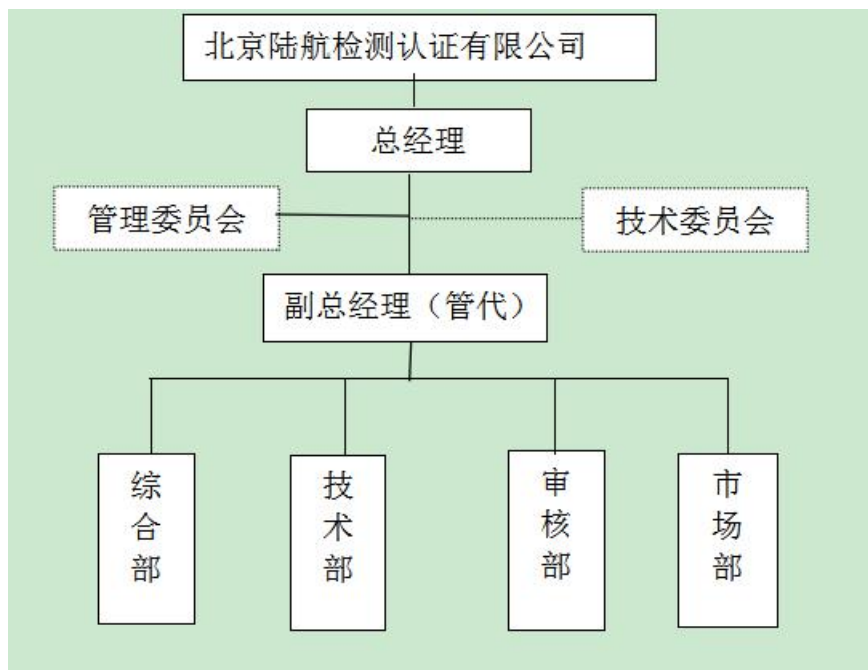 北京陆航检测认证有限公司
总经理
管理委员会
技术委员会
副总经理（管代）
综合部
技术部
审核部
市场部